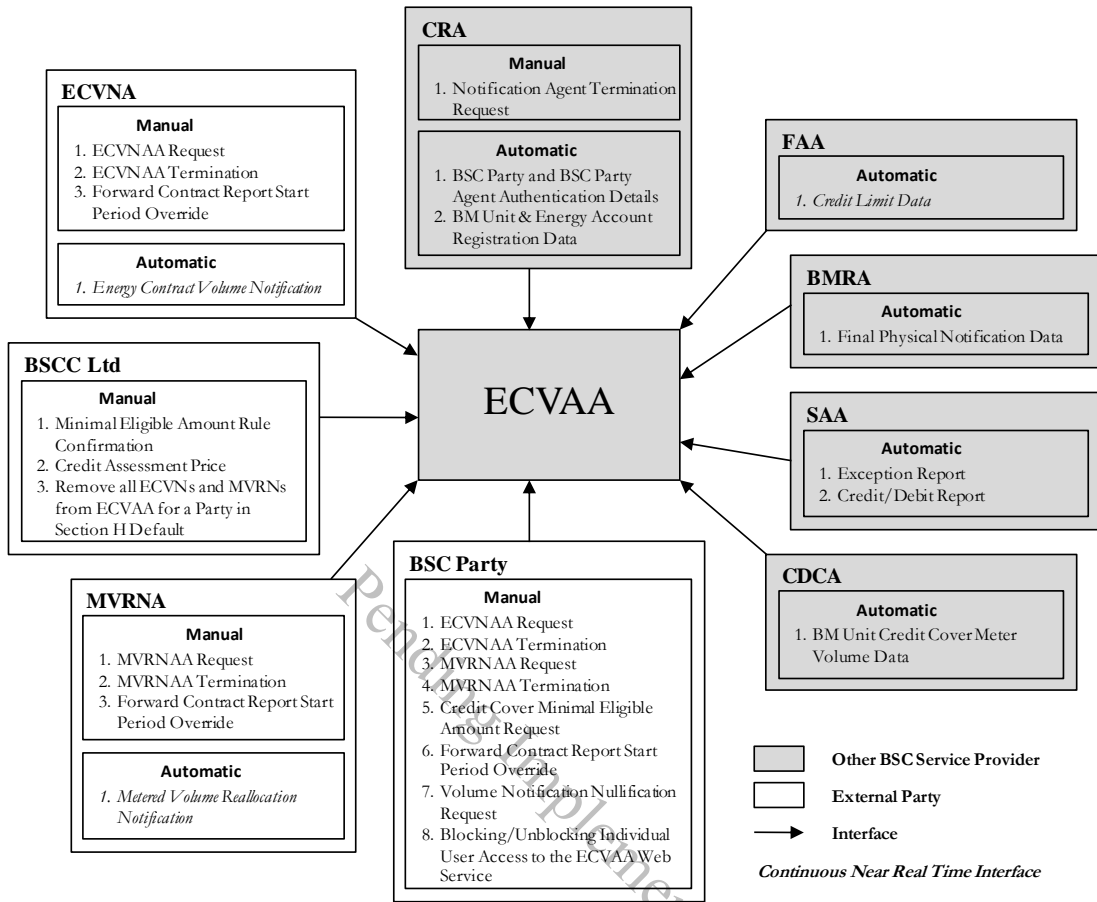 CRA
Manual
1. Notification Agent Termination
Request
Automatic
1. BSC Party and BSC Party
Agent Authentication Details
2. BM Unit & Energy Account
Registration Data
ECVNA
Manual
1. ECVNAA Request
2. ECVNAA Termination
3. Forward Contract Report Start
Period Override
Automatic
1. Energy Contract Volume Notification
FAA
Automatic
1. Credit Limit Data
BMRA
Automatic
1. Final Physical Notification Data
BSCC Ltd
Manual
1. Minimal Eligible Amount Rule
Confirmation
2. Credit Assessment Price
3. Remove all ECVNs and MVRNs
from ECVAA for a Party in
Section H Default
ECVAA
SAA
Automatic
1. Exception Report
2. Credit/Debit Report
MVRNA
Manual
1. MVRNAA Request
2. MVRNAA Termination
3. Forward Contract Report Start
Period Override
Automatic
1. Metered Volume Reallocation
Notification
BSC Party
Manual
1. ECVNAA Request
2. ECVNAA Termination
3. MVRNAA Request
4. MVRNAA Termination
5. Credit Cover Minimal Eligible
Amount Request
6. Forward Contract Report Start
Period Override
7. Volume Notification Nullification
Request
8. Blocking/Unblocking Individual
User Access to the ECVAA Web
Service
CDCA
Automatic
1. BM Unit Credit Cover Meter
Volume Data
Other BSC Service Provider
External Party
Interface
Continuous Near Real Time Interface
Pending Implemen